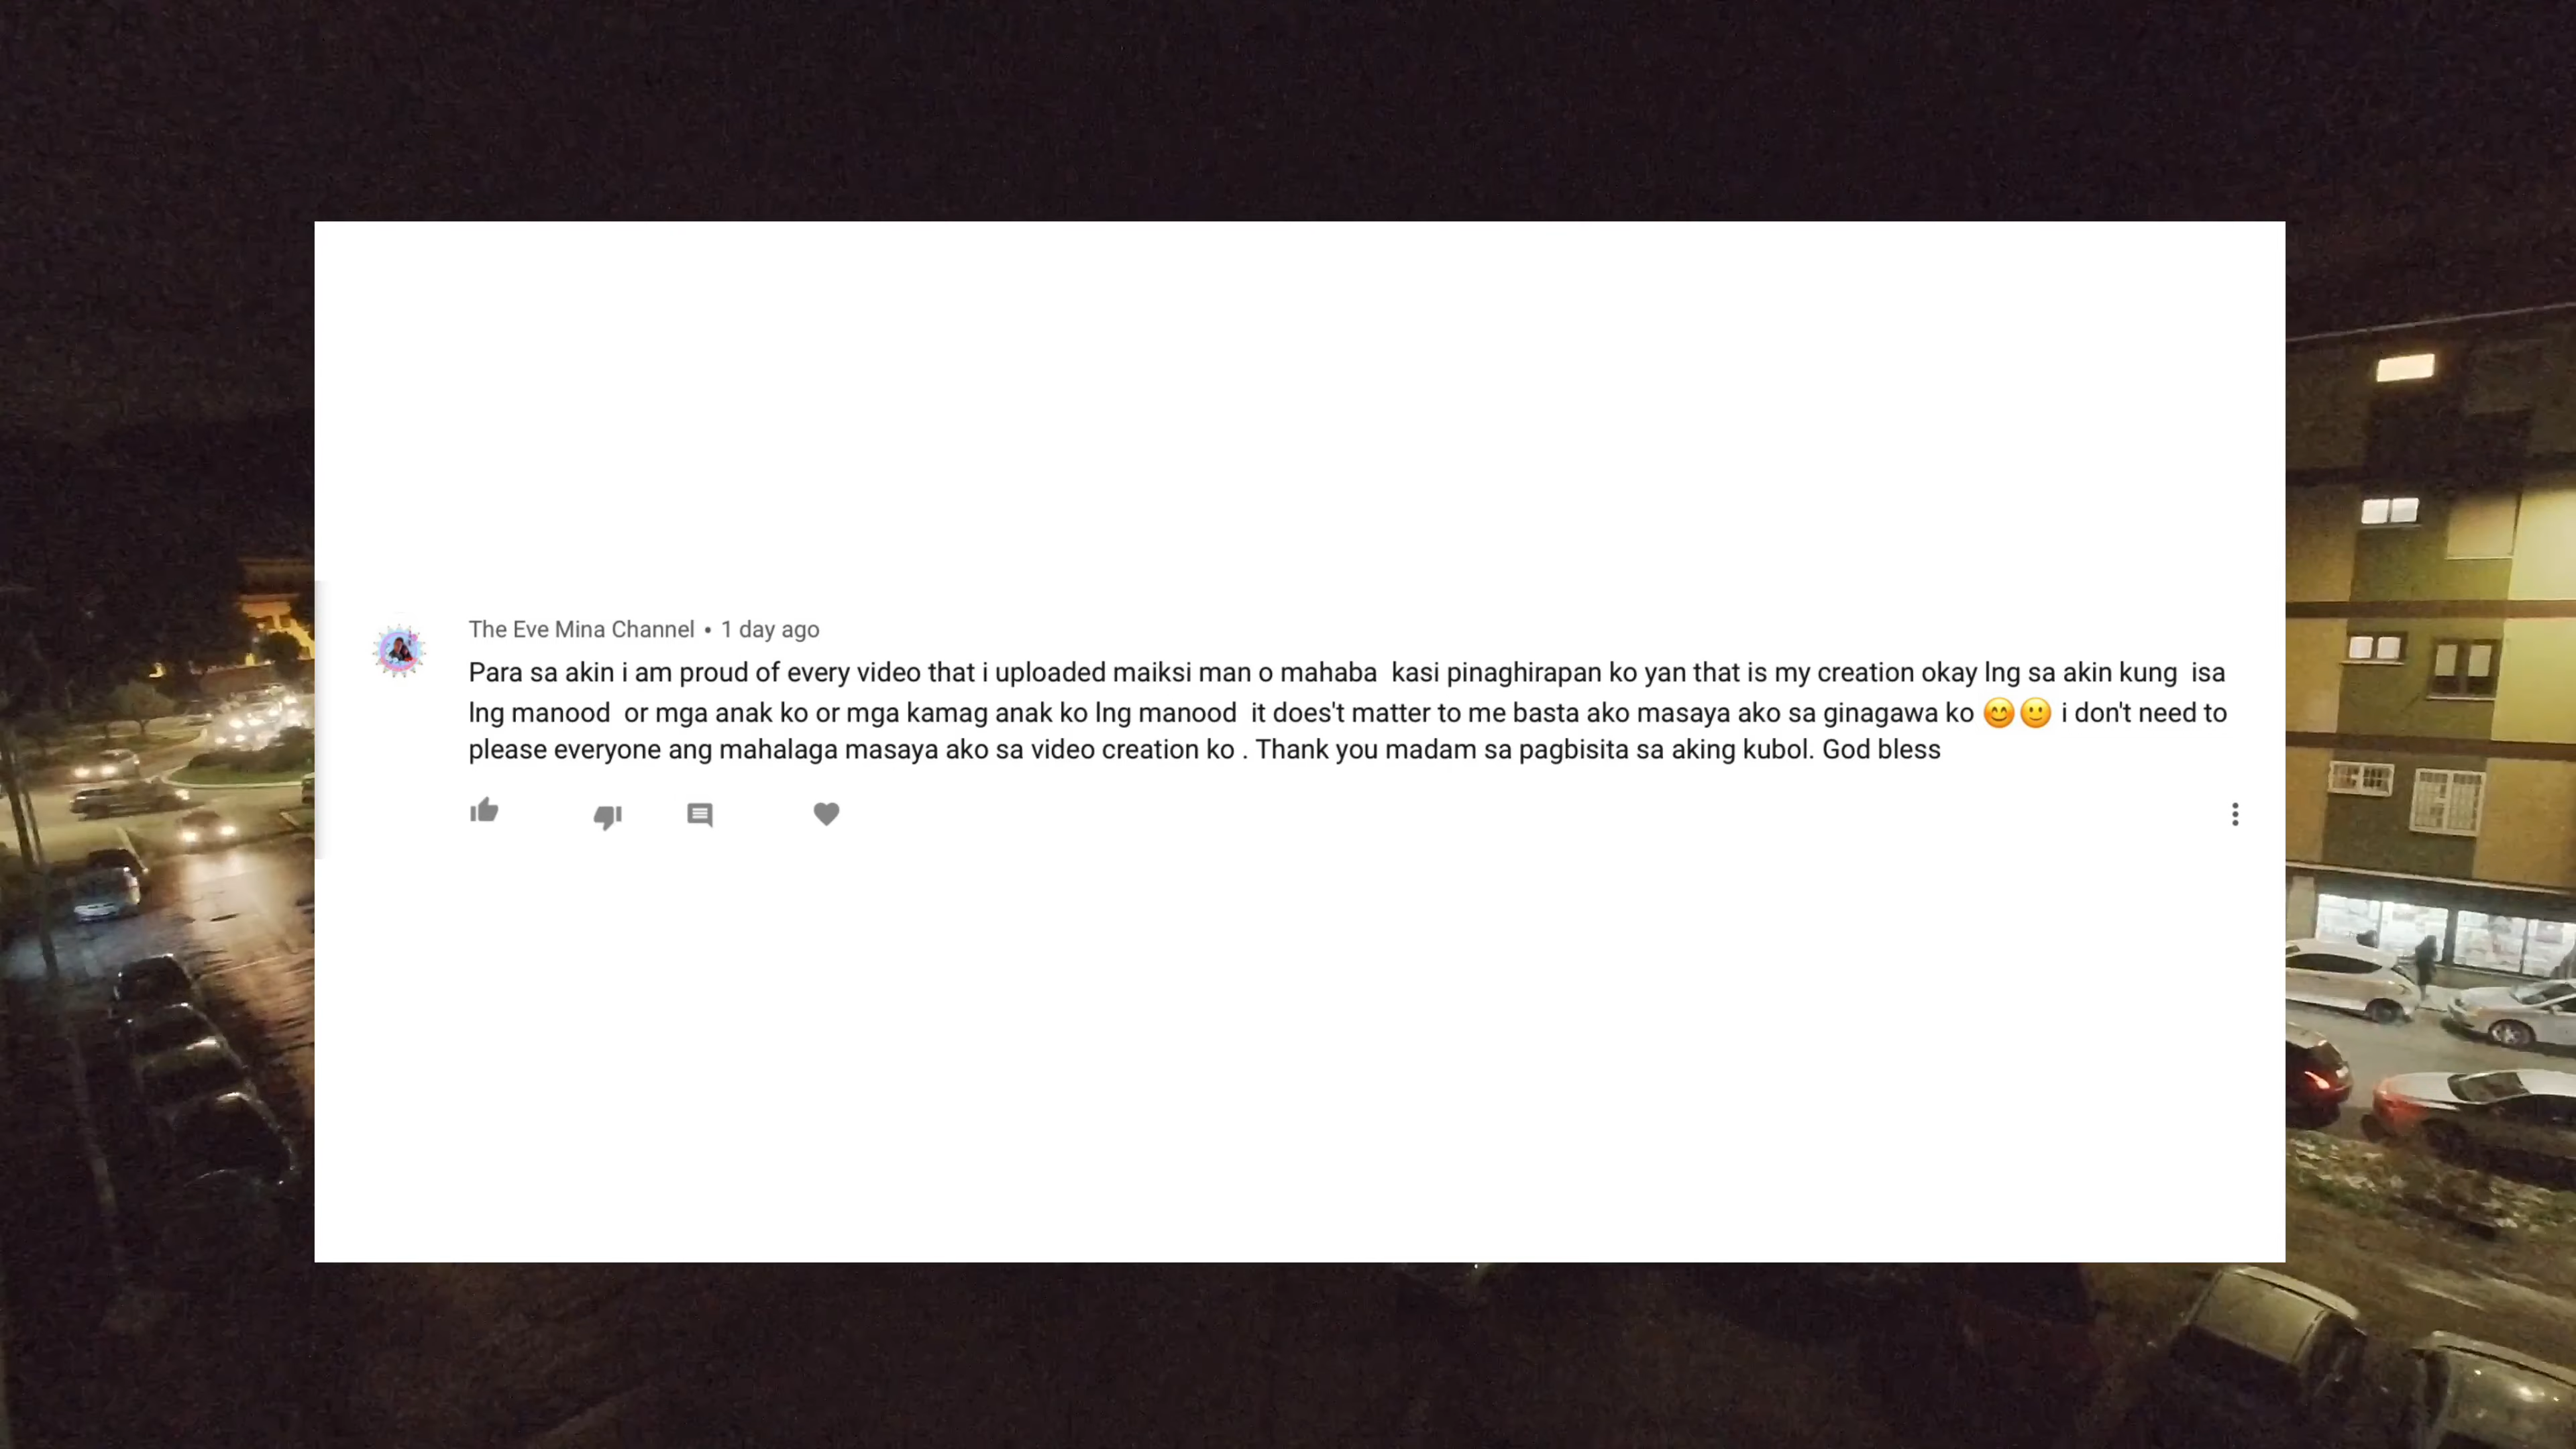 The Eve Mina Channel • 1 day ago
Para sa akin i am proud of every video that i uploaded maiksi man o mahaba kasi pinaghirapan ko yan that is my creation okay lng sa akin kung isa
lng manood or mga anak ko or mga kamag anak ko lng manood it does't matter to me basta ako masaya ako sa ginagawa ko 😊🙂 i don't need to
please everyone ang mahalaga masaya ako sa video creation ko . Thank you madam sa pagbisita sa aking kubol. God bless